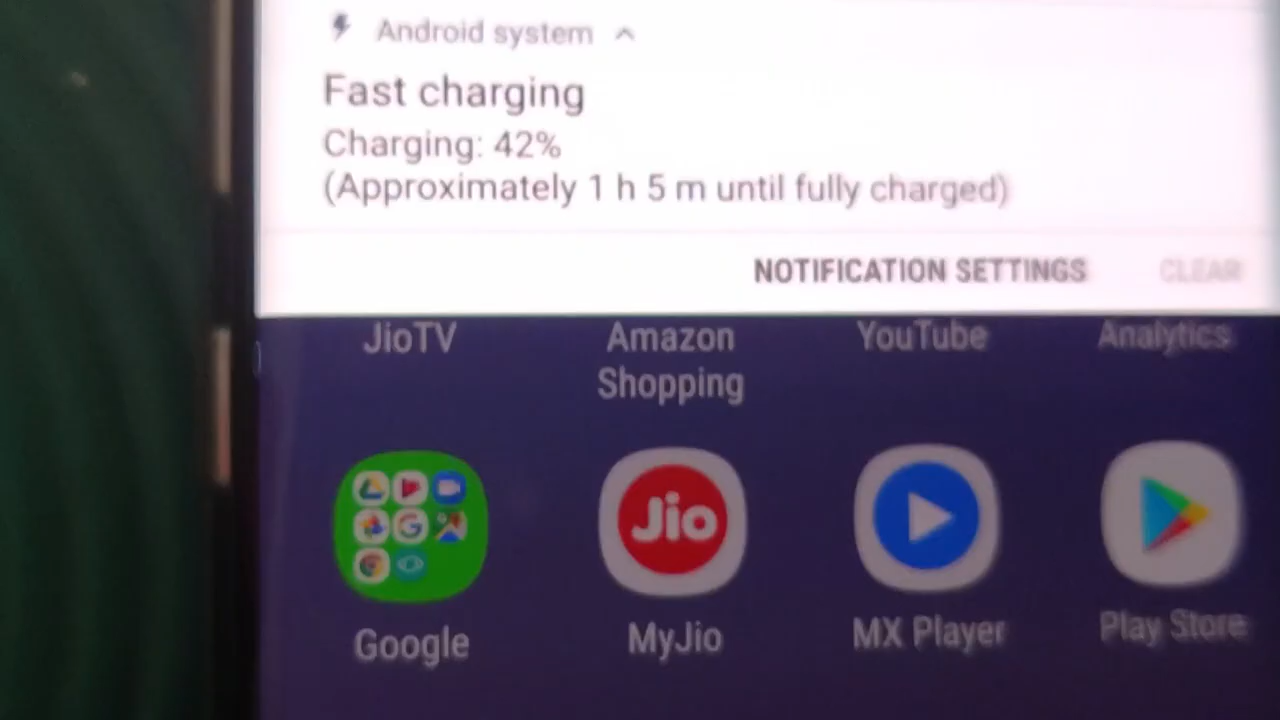 Android system
Fast charging
Charging: 42%
(Approximately 1 h 5 m until fully charged)
NOTIFICATION SETTINGS CLEAR
JioTV Amazon Shopping YouTube Analytics
Jio
Google MyJio MX Player Play Store